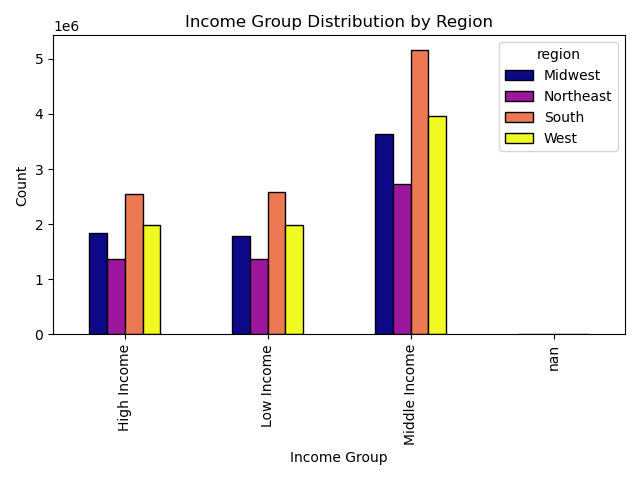 Income Group Distribution by Region
1e6
5
4
3
2
1
0
Count
region
Midwest
Northeast
South
West
High Income
Low Income
Middle Income
nan
Income Group